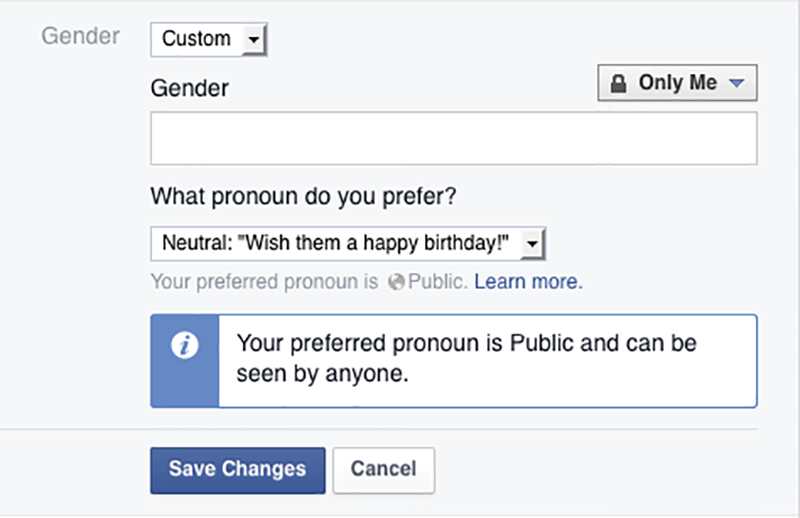 Gender Custom
Gender Only Me
What pronoun do you prefer?
Neutral: "Wish them a happy birthday!"
Your preferred pronoun is Public. Learn more.
Your preferred pronoun is Public and can be
seen by anyone.
Save Changes Cancel